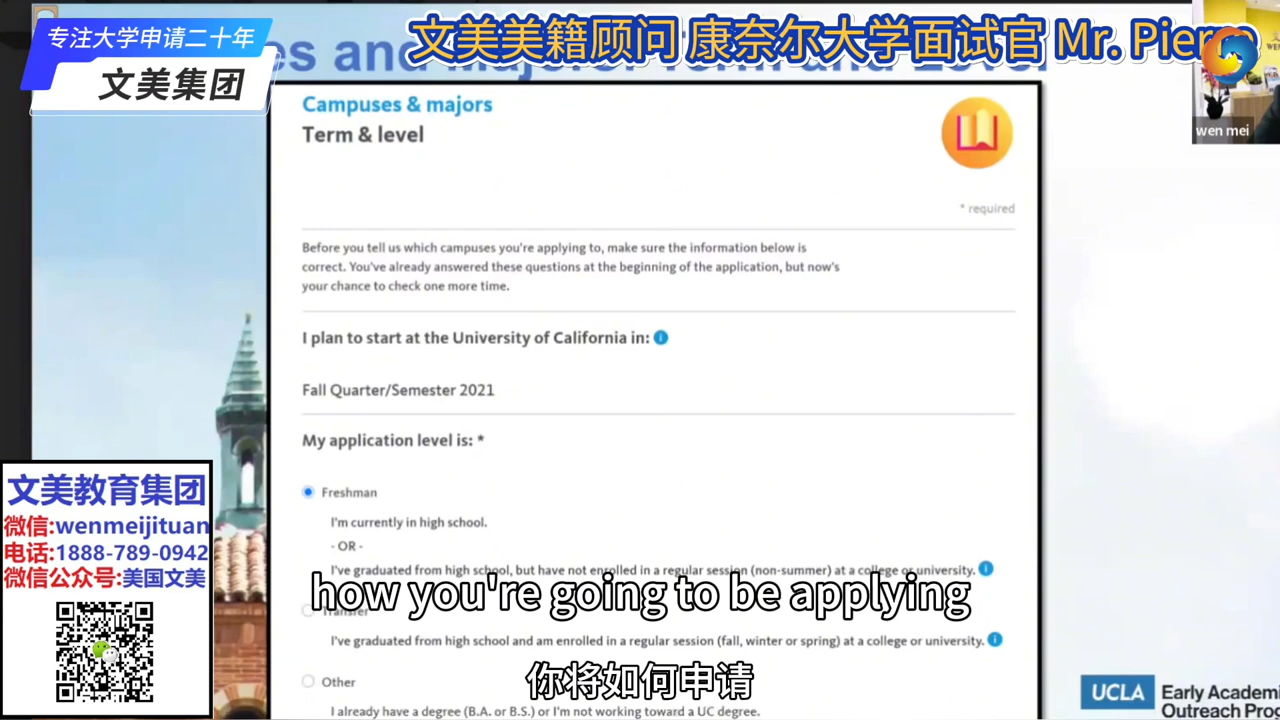 专注大学申请二十年
文美集团
文美美籍顾问 康奈尔大学面试官 Mr.
es and
wen mei
Campuses & majors
Term & level
* required
Before you tell us which campuses you're applying to, make sure the information below is
correct. You've already answered these questions at the beginning of the application, but now's
your chance to check one more time.
I plan to start at the University of California in:
Fall Quarter/Semester 2021
My application level is: *
Freshman
I'm currently in high school.
- OR -
I've graduated from high school, but have not enrolled in a regular session (non-summer) at a college or university.
Transfer
I've graduated from high school and am enrolled in a regular session (fall, winter or spring) at a college or university.
Other
I already have a degree (B.A. or B.S.) or I'm not working toward a UC degree.
how you're going to be applying
你将如何申请
文美教育集团
微信:wenmeijituan
电话:1888-789-0942
微信公众号:美国文美
UCLA
Early Academi
Outreach Prog